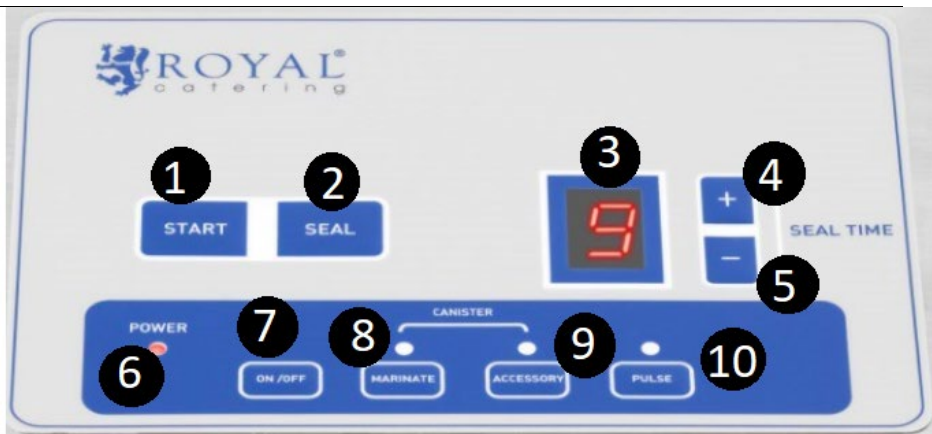 ROYAL®
catering
1
2
3
4
5
START
SEAL
9
+
-
SEAL TIME
6
7
8
9
10
POWER
CANISTER
ON /OFF
MARINATE
ACCESSORY
PULSE